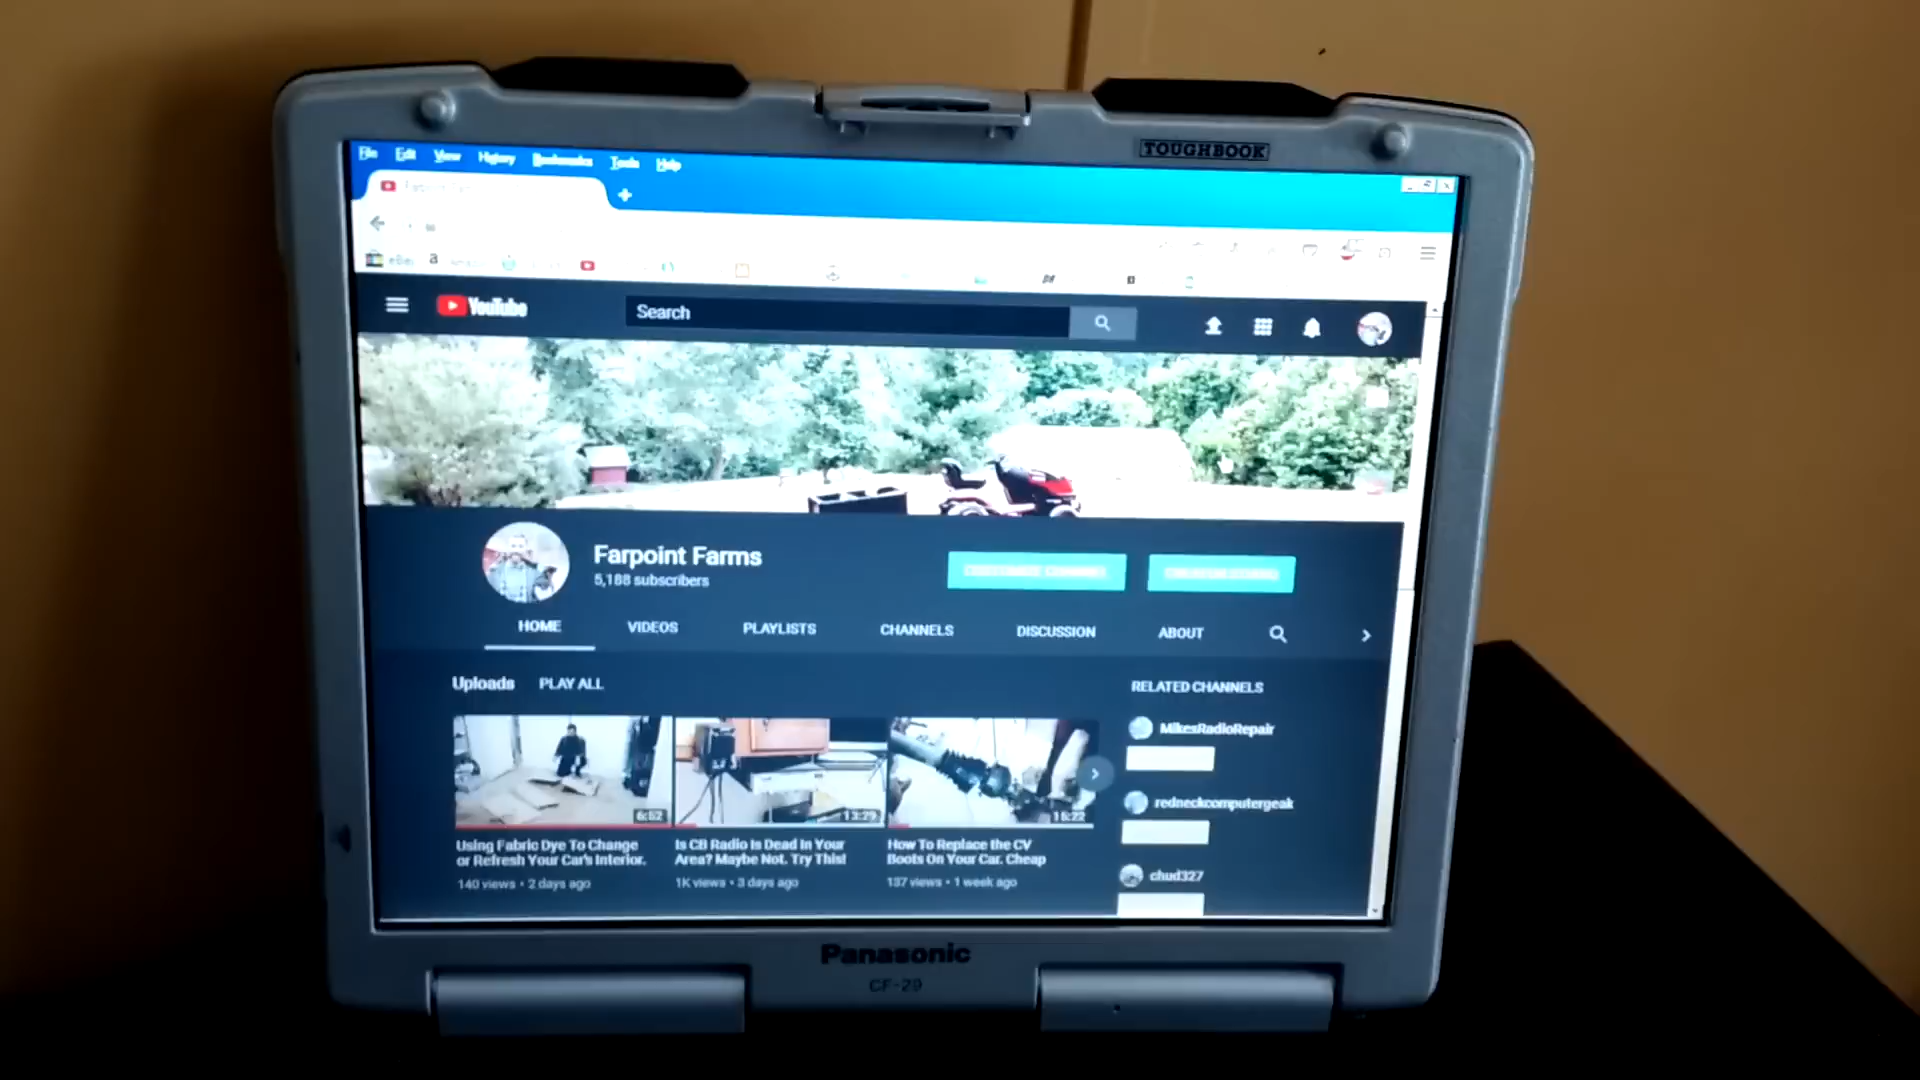 TOUGHBOOK
File Edit View History Bookmarks Tools Help
Farpoint Farms
eBay
YouTube
Search
Farpoint Farms
5,188 subscribers
HOME VIDEOS PLAYLISTS CHANNELS DISCUSSION ABOUT
Uploads PLAY ALL
RELATED CHANNELS
MikesRadioRepair
redneckcomputergeak
chud327
6:52
13:29
15:22
Using Fabric Dye To Change
or Refresh Your Car's Interior.
140 views • 2 days ago
Is CB Radio Is Dead In Your
Area? Maybe Not. Try This!
1K views • 3 days ago
How To Replace the CV
Boots On Your Car. Cheap
137 views • 1 week ago
Panasonic
CF-29